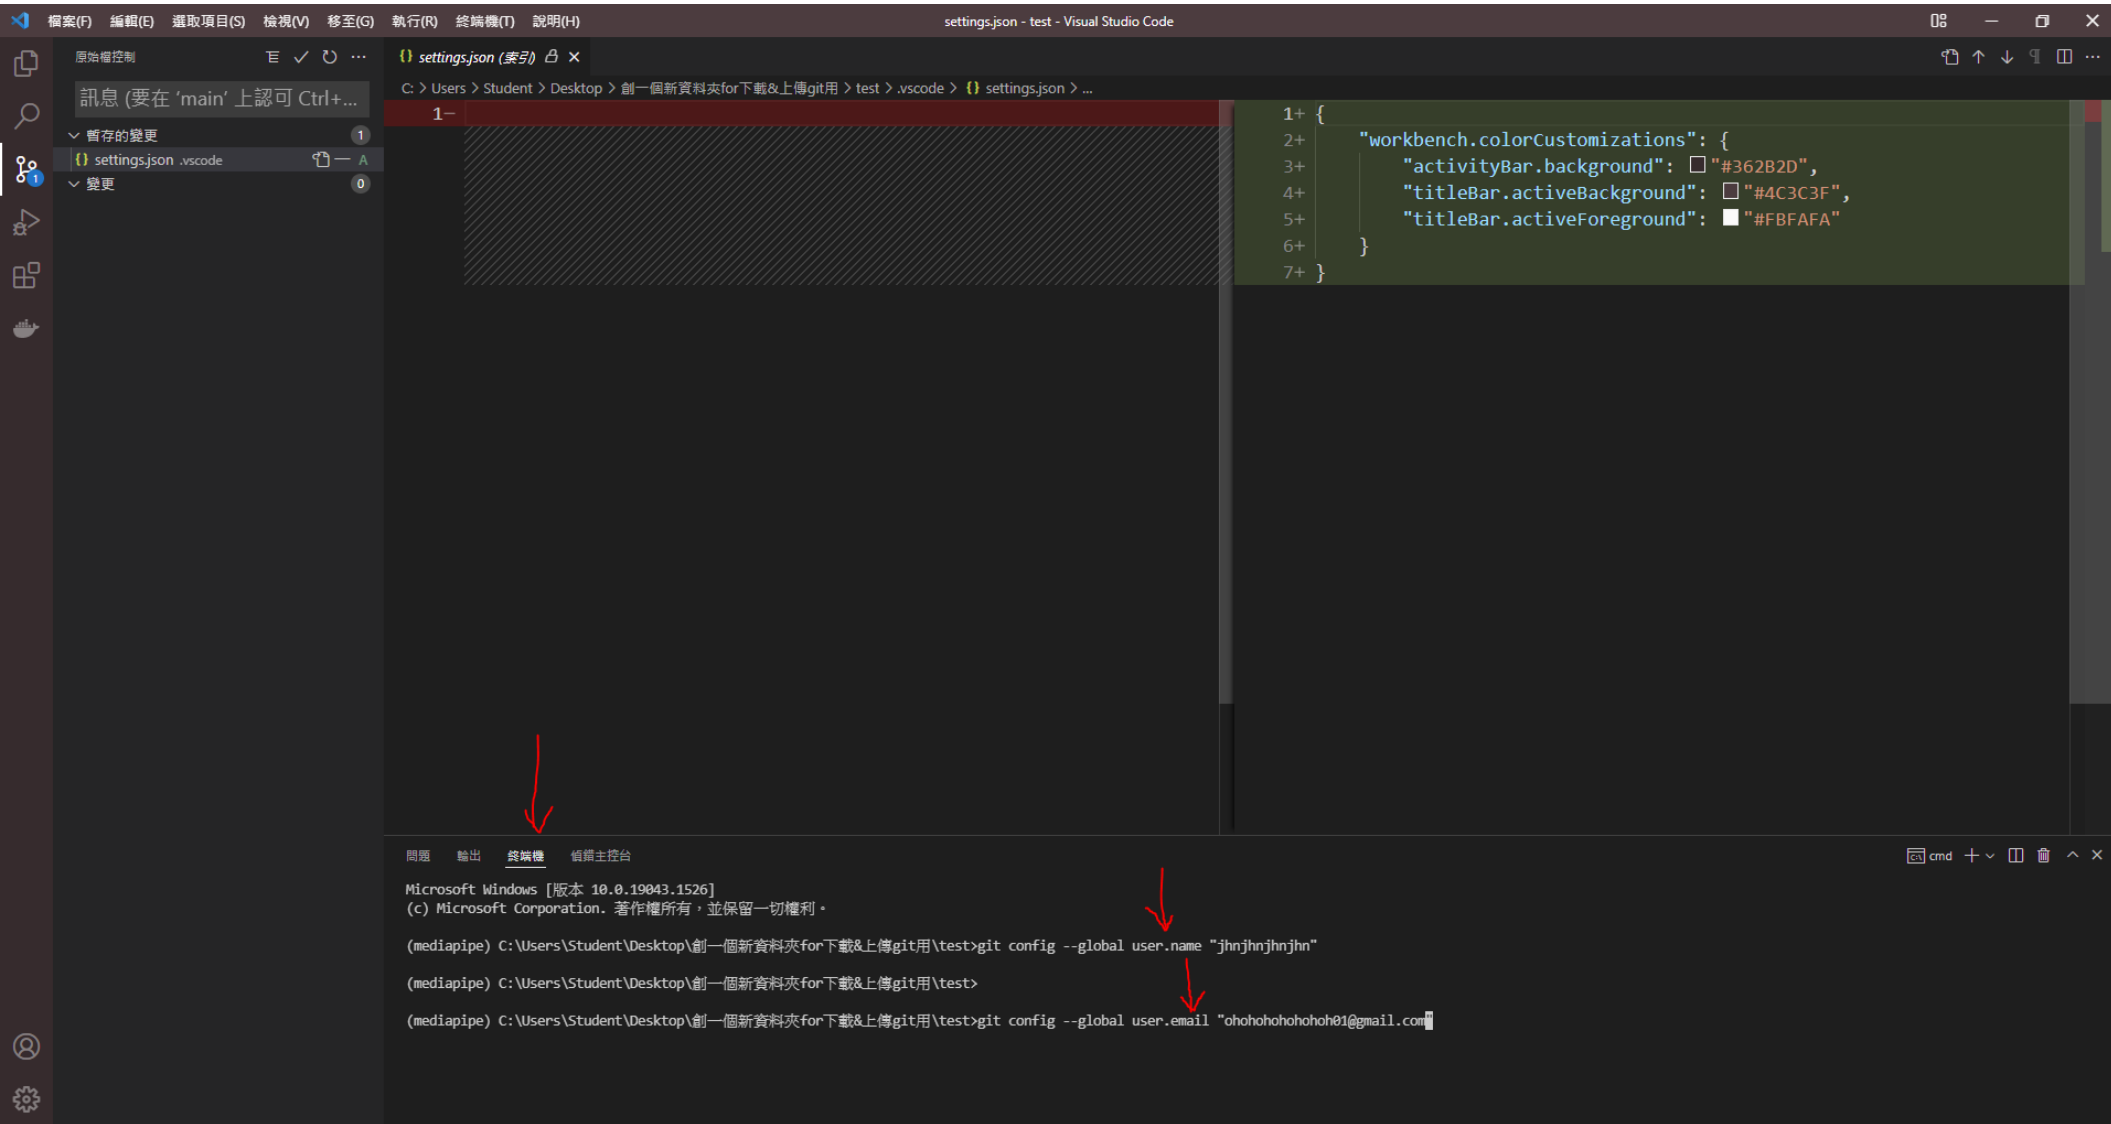 檔案(F) 編輯(E) 選取項目(S) 檢視(V) 移至(G) 執行(R) 終端機(T) 說明(H)
settings.json - test - Visual Studio Code
原始檔控制
訊息 (要在 'main' 上認可 Ctrl+...
暫存的變更 1
{} settings.json .vscode A
變更 0
1
{} settings.json (索引)
C: > Users > Student > Desktop > 創一個新資料夾for下載&上傳git用 > test > .vscode > {} settings.json > ...
1−
1+ {
2+ "workbench.colorCustomizations": {
3+ "activityBar.background": "#362B2D",
4+ "titleBar.activeBackground": "#4C3C3F",
5+ "titleBar.activeForeground": "#FBFAFA"
6+ }
7+ }
問題 輸出 終端機 偵錯主控台
cmd
Microsoft Windows [版本 10.0.19043.1526]
(c) Microsoft Corporation. 著作權所有，並保留一切權利。
(mediapipe) C:\Users\Student\Desktop\創一個新資料夾for下載&上傳git用\test>git config --global user.name "jhnjhnjhnjhn"
(mediapipe) C:\Users\Student\Desktop\創一個新資料夾for下載&上傳git用\test>
(mediapipe) C:\Users\Student\Desktop\創一個新資料夾for下載&上傳git用\test>git config --global user.email "ohohohohohohoh01@gmail.com"